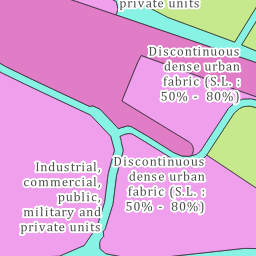 private units
Discontinuous
dense urban
fabric (S.L. :
50% - 80%)
Discontinuous
dense urban
fabric (S.L. :
50% - 80%)
Industrial,
commercial,
public,
military and
private units